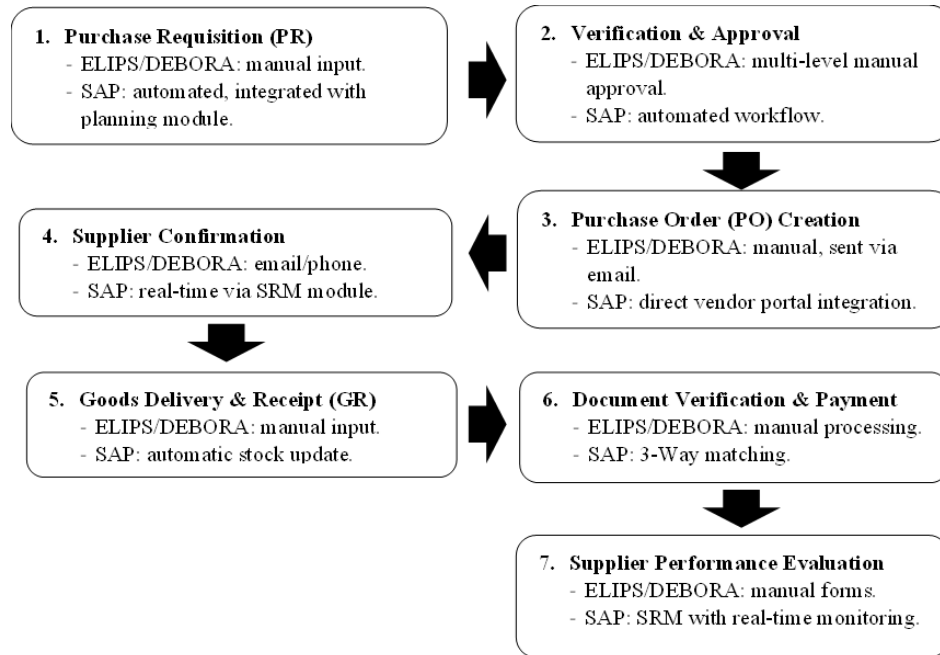 1. Purchase Requisition (PR)
- ELIPS/DEBORA: manual input.
- SAP: automated, integrated with
planning module.
2. Verification & Approval
- ELIPS/DEBORA: multi-level manual
approval.
- SAP: automated workflow.
3. Purchase Order (PO) Creation
- ELIPS/DEBORA: manual, sent via
email.
- SAP: direct vendor portal integration.
4. Supplier Confirmation
- ELIPS/DEBORA: email/phone.
- SAP: real-time via SRM module.
5. Goods Delivery & Receipt (GR)
- ELIPS/DEBORA: manual input.
- SAP: automatic stock update.
6. Document Verification & Payment
- ELIPS/DEBORA: manual processing.
- SAP: 3-Way matching.
7. Supplier Performance Evaluation
- ELIPS/DEBORA: manual forms.
- SAP: SRM with real-time monitoring.